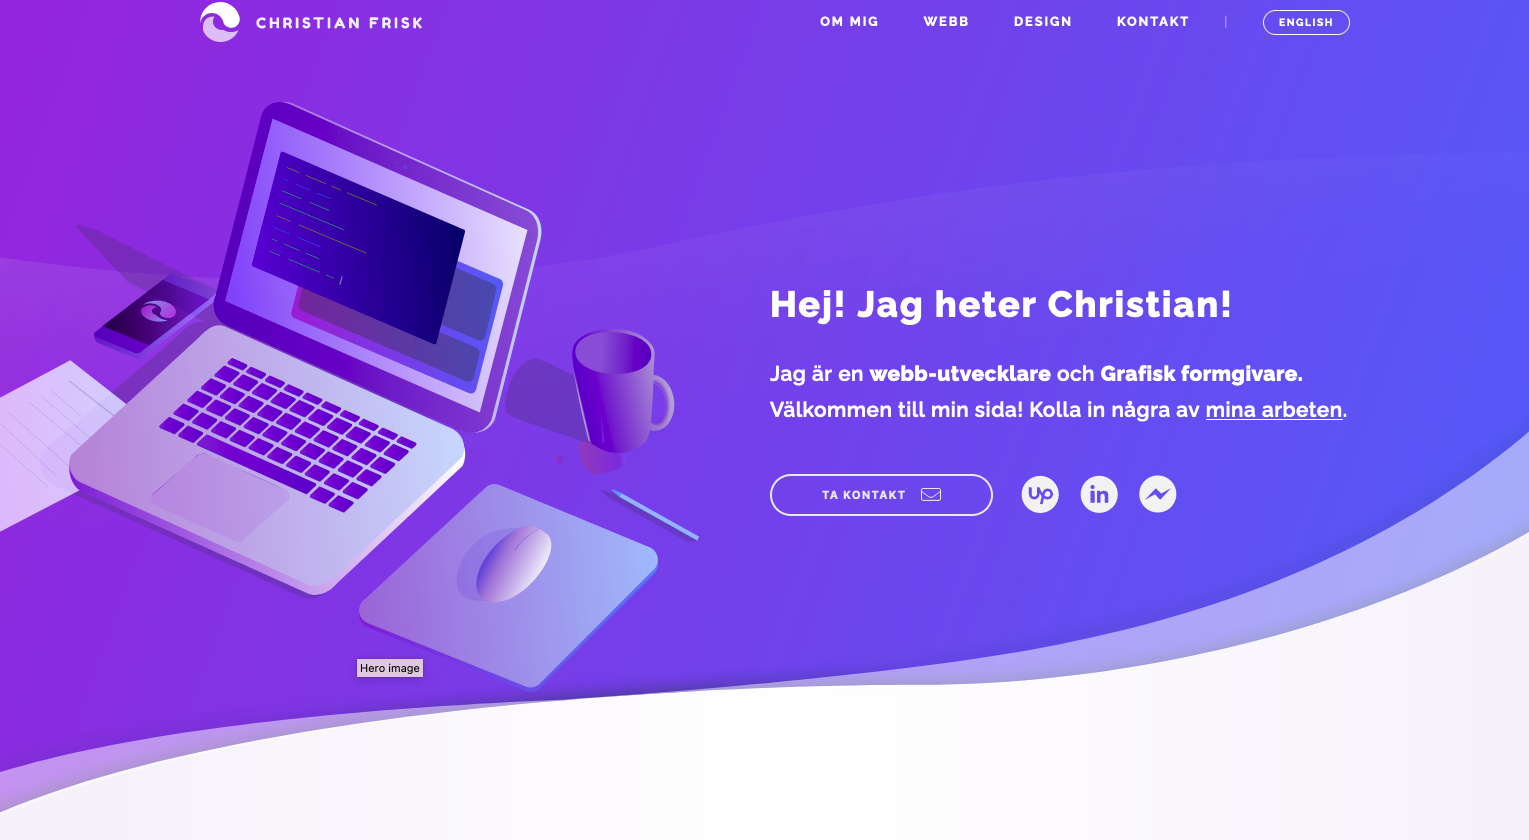 CHRISTIAN FRISK
OM MIG WEBB DESIGN KONTAKT | ENGLISH
Hej! Jag heter Christian!
Jag är en webb-utvecklare och Grafisk formgivare.
Välkommen till min sida! Kolla in några av mina arbeten.
TA KONTAKT
Up in
Hero image